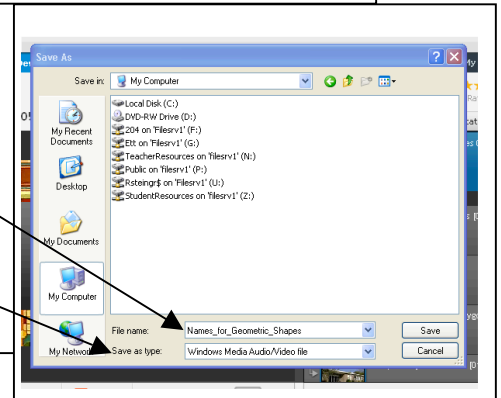 Save As
Save in:
My Computer
My Recent Documents
Desktop
My Documents
My Computer
My Network
Local Disk (C:)
DVD-RW Drive (D:)
204 on 'Filesrv1' (F:)
Ett on 'Filesrv1' (G:)
TeacherResources on 'filesrv1' (N:)
Public on 'filesrv1' (P:)
Rsteingr$ on 'Filesrv1' (U:)
StudentResources on 'filesrv1' (Z:)
File name:
Names_for_Geometric_Shapes
Save
Save as type:
Windows Media Audio/Video file
Cancel